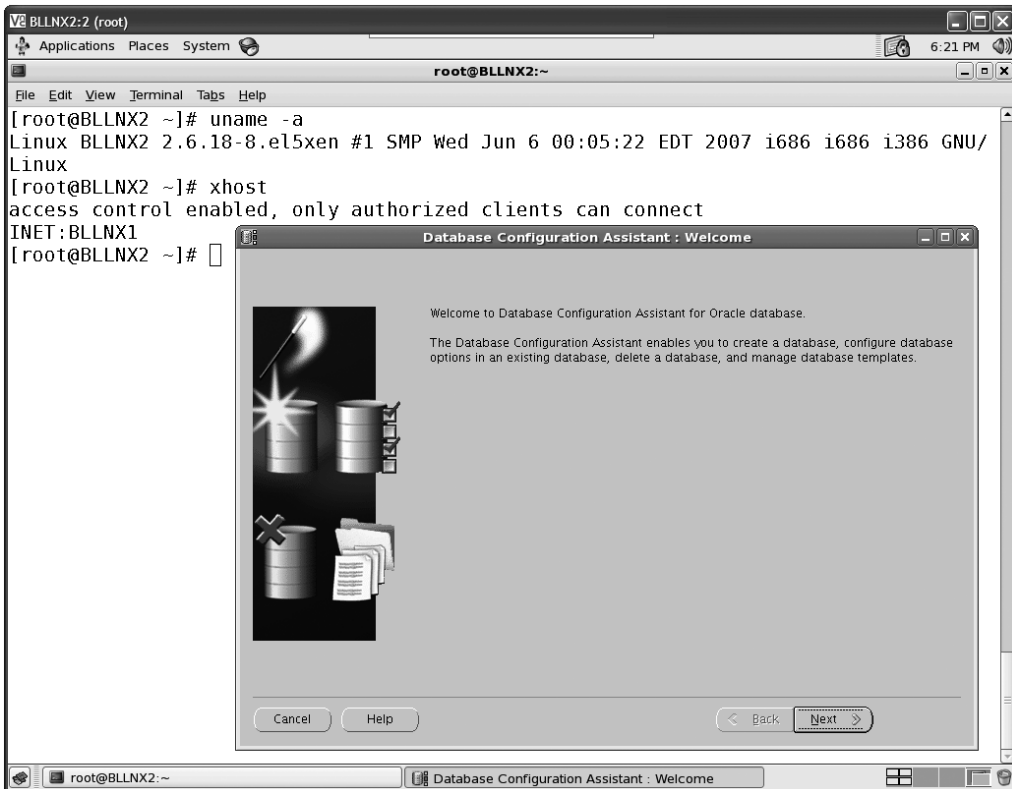 BLLNX2:2 (root)
Applications Places System
6:21 PM
root@BLLNX2:~
File Edit View Terminal Tabs Help
[root@BLLNX2 ~]# uname -a
Linux BLLNX2 2.6.18-8.el5xen #1 SMP Wed Jun 6 00:05:22 EDT 2007 i686 i686 i386 GNU/
Linux
[root@BLLNX2 ~]# xhost
access control enabled, only authorized clients can connect
INET:BLLNX1
[root@BLLNX2 ~]#
Database Configuration Assistant : Welcome
Welcome to Database Configuration Assistant for Oracle database.
The Database Configuration Assistant enables you to create a database, configure database
options in an existing database, delete a database, and manage database templates.
Cancel Help Back Next
root@BLLNX2:~ Database Configuration Assistant : Welcome